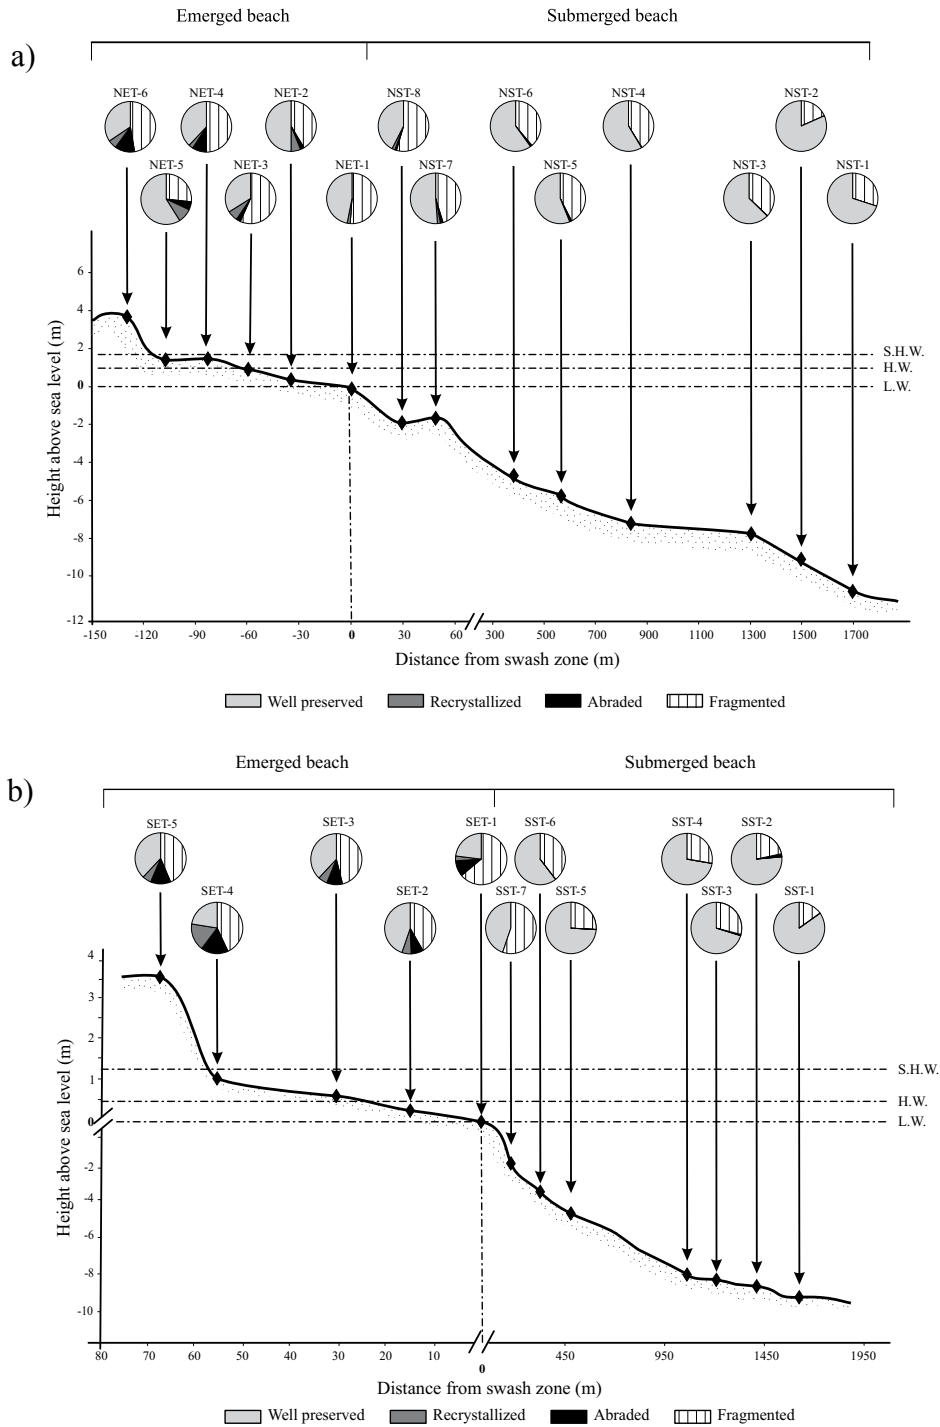 Emerged beach Submerged beach
a)
NET-6 NET-4 NET-2 NST-8 NST-6 NST-4 NST-2
NET-5 NET-3 NET-1 NST-7 NST-5 NST-3 NST-1
Height above sea level (m)
6
4
2
0
-2
-4
-6
-8
-10
-12
S.H.W.
H.W.
L.W.
-150 -120 -90 -60 -30 0 30 60 300 500 700 900 1100 1300 1500 1700
Distance from swash zone (m)
Well preserved Recrystallized Abraded Fragmented
Emerged beach Submerged beach
b)
SET-5 SET-3 SET-1 SST-6 SST-4 SST-2
SET-4 SET-2 SST-7 SST-5 SST-3 SST-1
Height above sea level (m)
4
3
2
1
0
-2
-4
-6
-8
-10
S.H.W.
H.W.
L.W.
80 70 60 50 40 30 20 10 0 450 950 1450 1950
Distance from swash zone (m)
Well preserved Recrystallized Abraded Fragmented